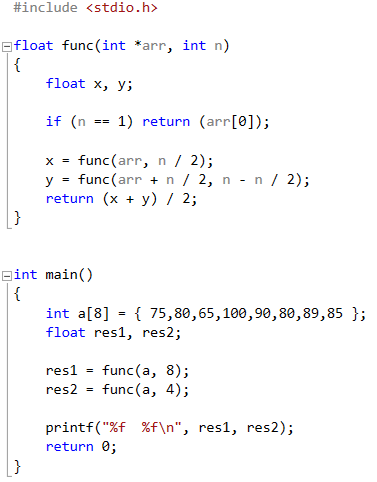 #include <stdio.h>
float func(int *arr, int n)
{
float x, y;
if (n == 1) return (arr[0]);
x = func(arr, n / 2);
y = func(arr + n / 2, n - n / 2);
return (x + y) / 2;
}
int main()
{
int a[8] = { 75,80,65,100,90,80,89,85 };
float res1, res2;
res1 = func(a, 8);
res2 = func(a, 4);
printf("%f  %f\n", res1, res2);
return 0;
}